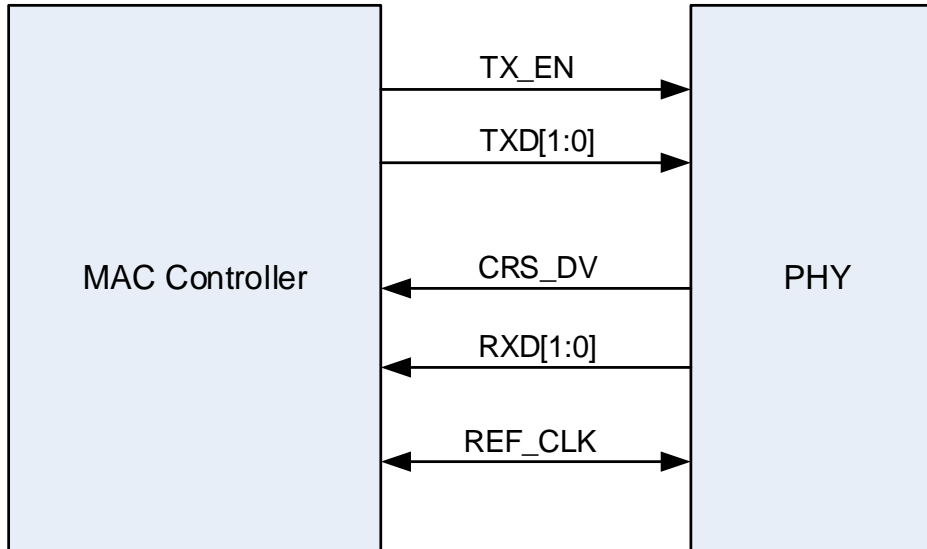 TX_EN
TXD[1:0]
MAC Controller
CRS_DV
PHY
RXD[1:0]
REF_CLK